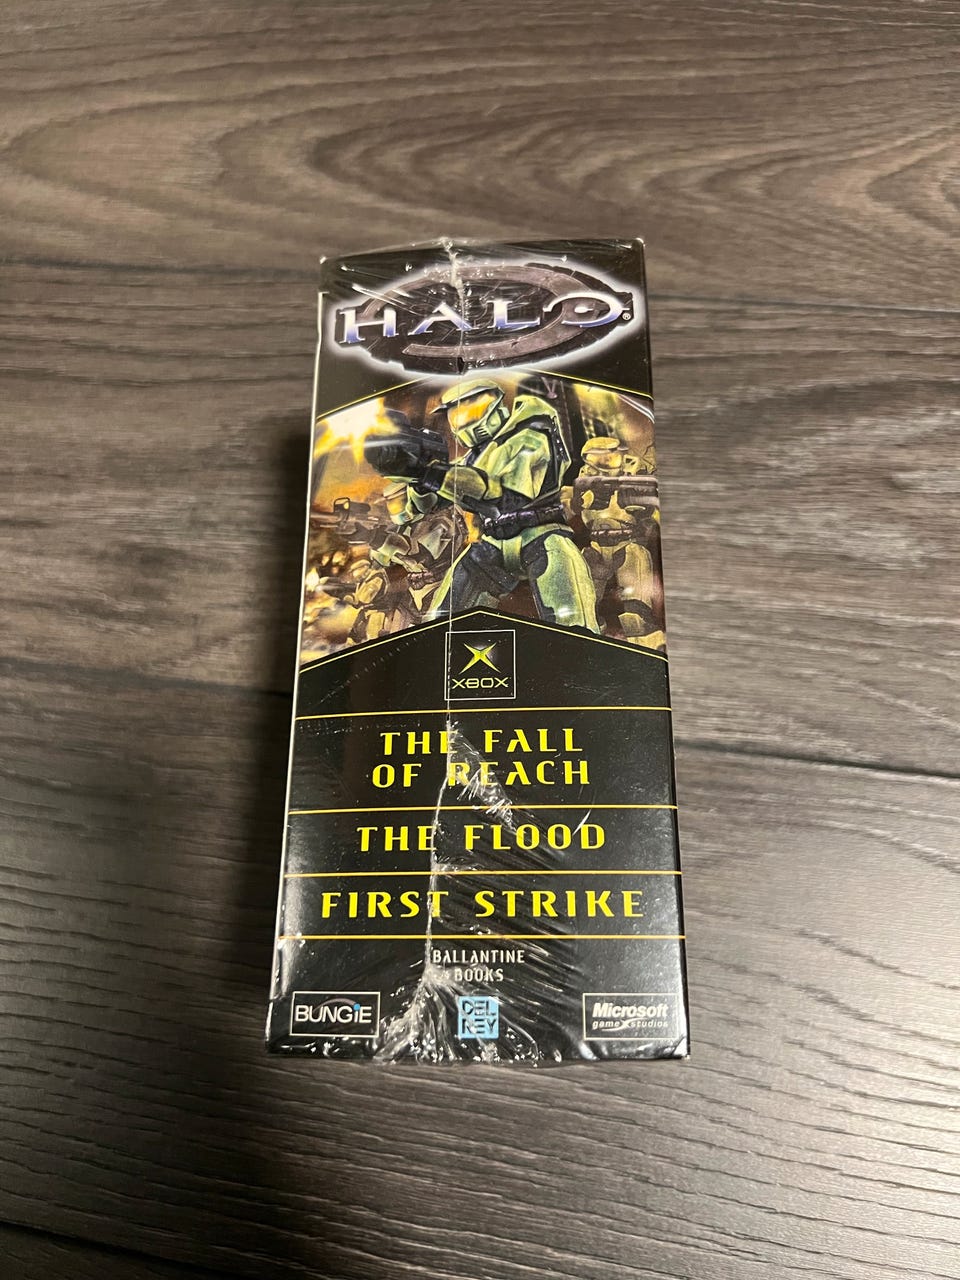 HALO®
XBOX
THE FALL
OF REACH
THE FLOOD
FIRST STRIKE
BALLANTINE
BOOKS
BUNGiE
DEL
REY
Microsoft
game studios